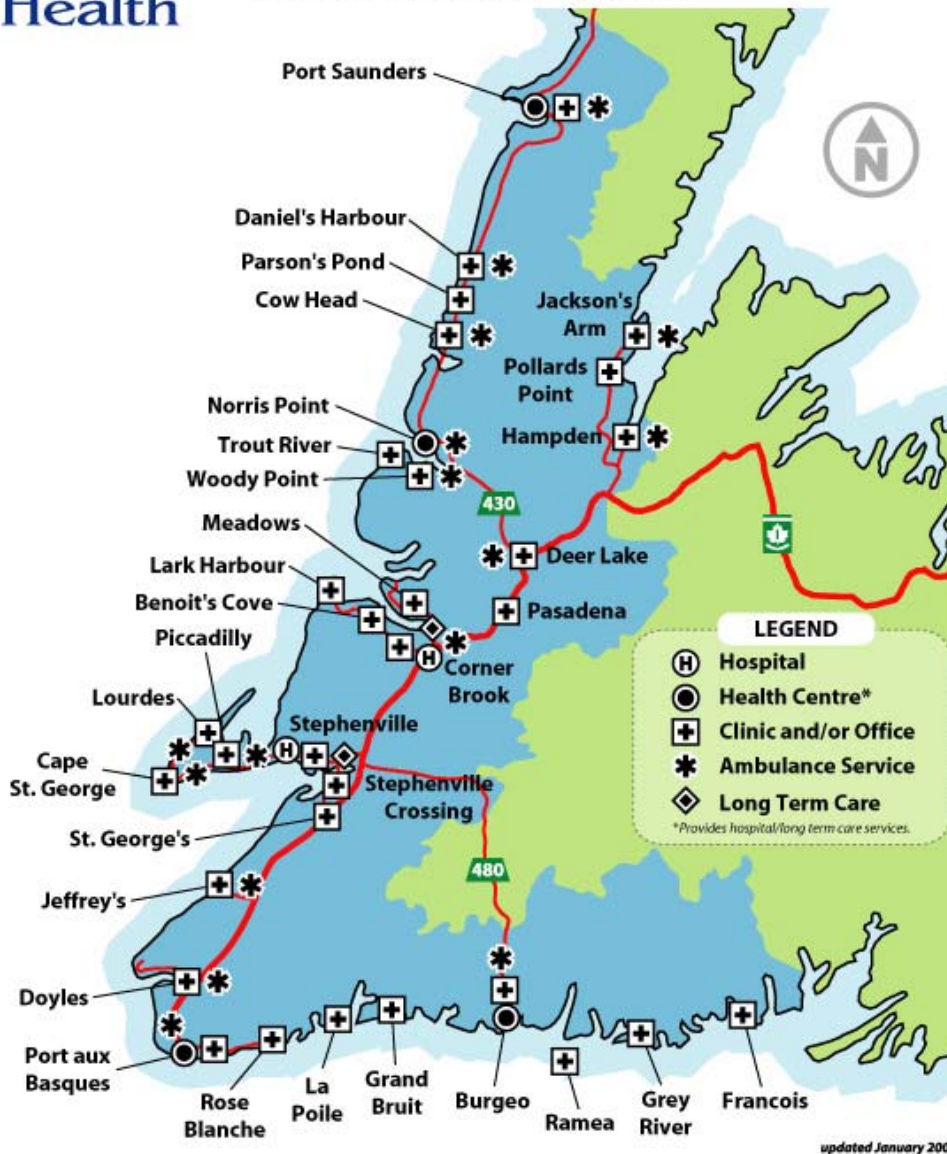 Health
Port Saunders
N
Daniel's Harbour
Parson's Pond
Cow Head
Jackson's
Arm
Pollards
Point
Norris Point
Hampden
Trout River
Woody Point
430
Meadows
1
Deer Lake
Lark Harbour
Benoit's Cove
Pasadena
Piccadilly
LEGEND
H Hospital
Health Centre*
Clinic and/or Office
Ambulance Service
Long Term Care
*Provides hospital/long term care services.
H
Corner
Brook
Lourdes
Stephenville
H
Cape
St. George
Stephenville
Crossing
St. George's
480
Jeffrey's
Doyles
Port aux
Basques
Rose
Blanche
La
Poile
Grand
Bruit
Burgeo
Ramea
Grey
River
Francois
updated January 200